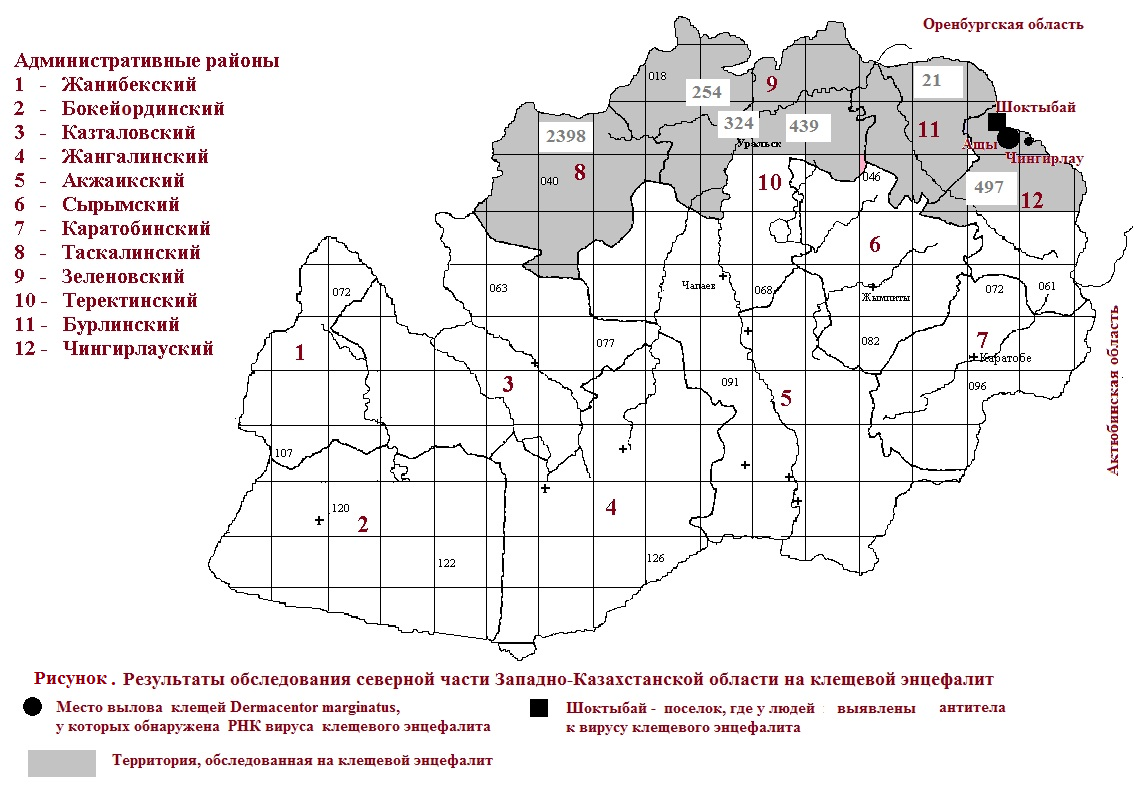 Оренбургская область
Административные районы
1 - Жанибекский
2 - Бокейординский
3 - Казталовский
4 - Жангалинский
5 - Акжаикский
6 - Сырымский
7 - Каратобинский
8 - Таскалинский
9 - Зеленовский
10 - Теректинский
11 - Бурлинский
12 - Чингирлауский
018
9
254
21
Шоктыбай
2398
324
439
11
Уральск
Ашы
Чингирлау
040
8
10
046
497
12
6
072
063
Чапаев
068
Жымпиты
072
061
1
077
082
7
Каратобе
3
091
5
096
Актюбинская область
107
120
2
4
122
126
Рисунок . Результаты обследования северной части Западно-Казахстанской области на клещевой энцефалит
Место вылова клещей Dermacentor marginatus,
у которых обнаружена РНК вируса клещевого энцефалита
Шоктыбай - поселок, где у людей : выявлены антитела
к вирусу клещевого энцефалита
Территория, обследованная на клещевой энцефалит